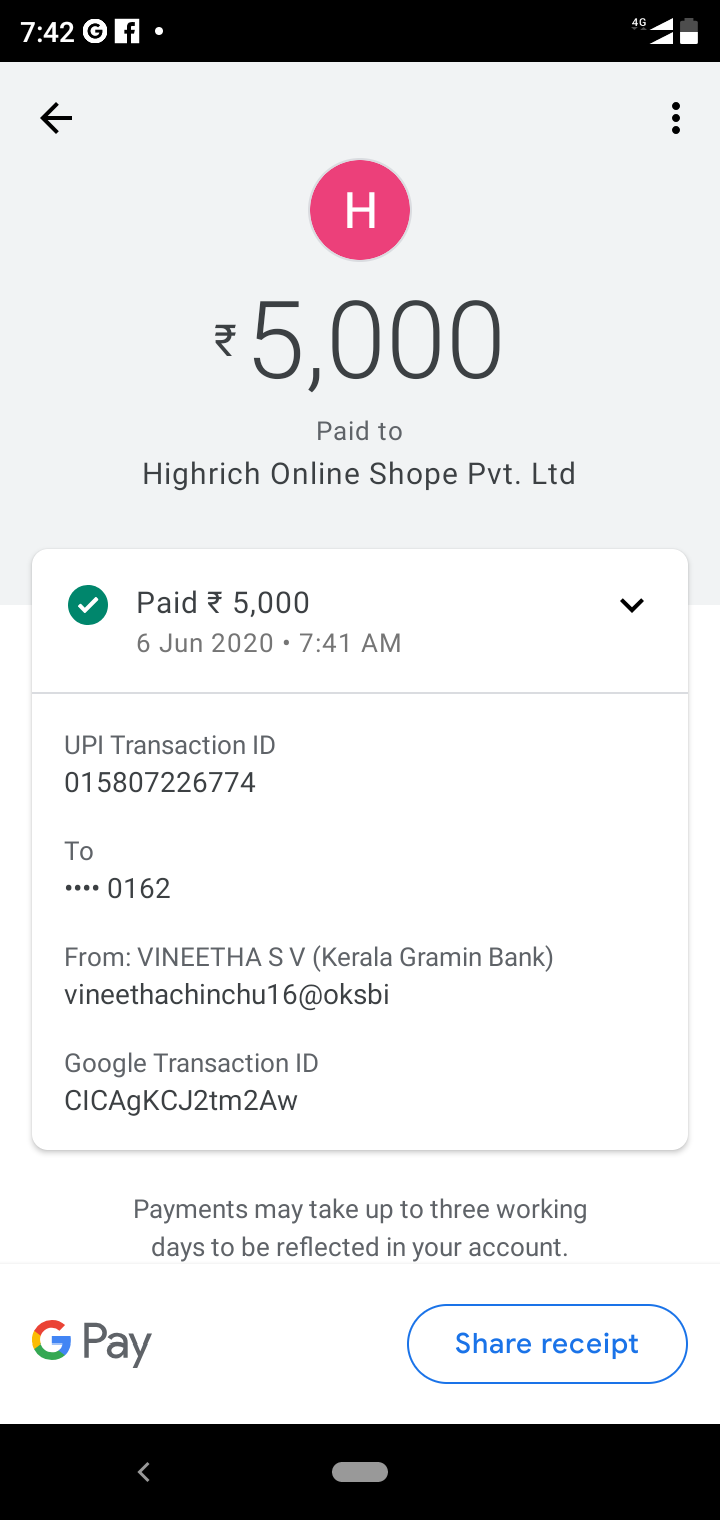 7:42
4G
H
₹5,000
Paid to
Highrich Online Shope Pvt. Ltd
Paid ₹ 5,000
6 Jun 2020 • 7:41 AM
UPI Transaction ID
015807226774
To
•••• 0162
From: VINEETHA S V (Kerala Gramin Bank)
vineethachinchu16@oksbi
Google Transaction ID
CICAgKCJ2tm2Aw
Payments may take up to three working
days to be reflected in your account.
G Pay
Share receipt